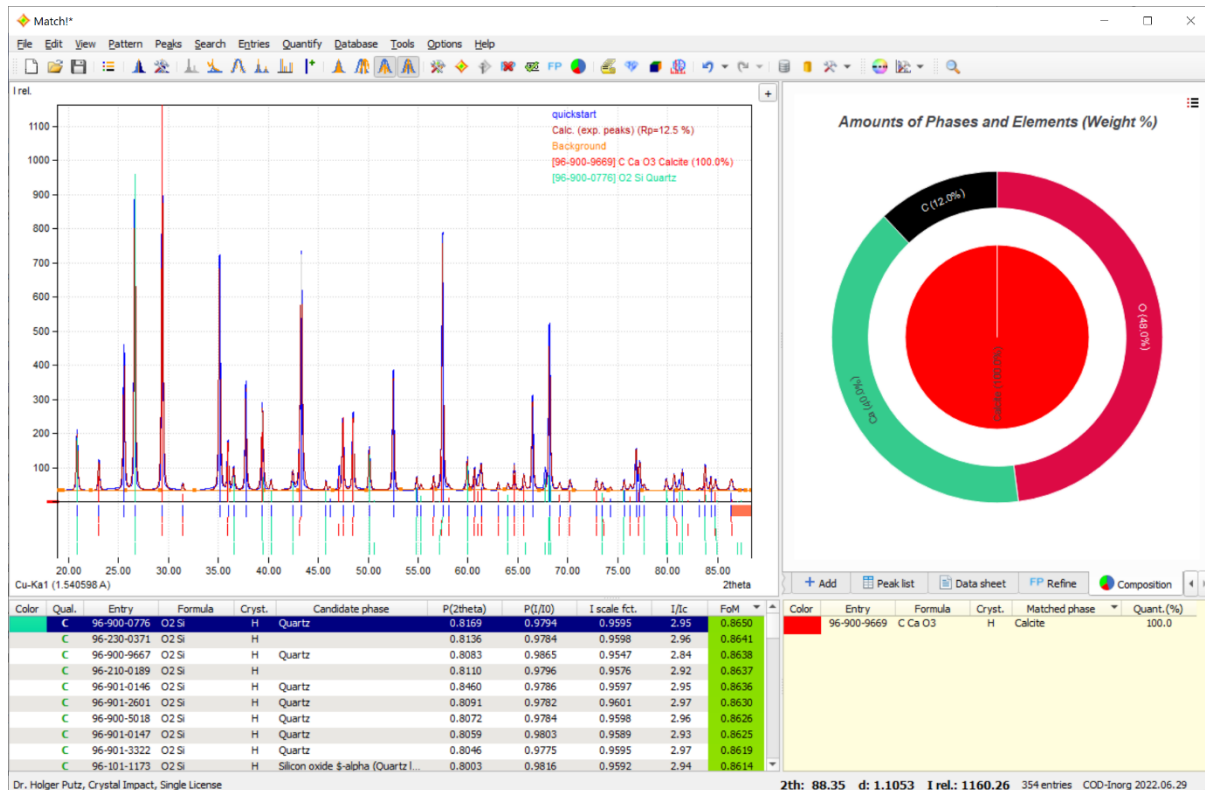 Match!*
File Edit View Pattern Peaks Search Entries Quantify Database Tools Options Help
FP
I rel.
+
quickstart
Calc. (exp. peaks) (Rp=12.5 %)
Background
[96-900-9669] C Ca O3 Calcite (100.0%)
[96-900-0776] O2 Si Quartz
1100
1000
900
800
700
600
500
400
300
200
100
20.00 25.00 30.00 35.00 40.00 45.00 50.00 55.00 60.00 65.00 70.00 75.00 80.00 85.00
Cu-Ka1 (1.540598 A) 2theta
Amounts of Phases and Elements (Weight %)
C (12.0%)
O (48.0%)
Ca (40.0%)
Calcite (100.0%)
+ Add Peak list Data sheet FP Refine Composition
Color Qual. Entry Formula Cryst. Candidate phase P(2theta) P(I/I0) I scale fct. I/Ic FoM
C 96-900-0776 O2 Si H Quartz 0.8169 0.9794 0.9595 2.95 0.8650
C 96-230-0371 O2 Si H 0.8136 0.9784 0.9598 2.96 0.8641
C 96-900-9667 O2 Si H Quartz 0.8083 0.9865 0.9547 2.84 0.8638
C 96-210-0189 O2 Si H 0.8110 0.9796 0.9576 2.92 0.8637
C 96-901-0146 O2 Si H Quartz 0.8460 0.9786 0.9597 2.95 0.8636
C 96-901-2601 O2 Si H Quartz 0.8091 0.9782 0.9601 2.97 0.8630
C 96-900-5018 O2 Si H Quartz 0.8072 0.9784 0.9598 2.96 0.8626
C 96-901-0147 O2 Si H Quartz 0.8059 0.9803 0.9589 2.93 0.8625
C 96-901-3322 O2 Si H Quartz 0.8046 0.9775 0.9595 2.97 0.8619
C 96-101-1173 O2 Si H Silicon oxide $-alpha (Quartz l... 0.8003 0.9816 0.9592 2.94 0.8614
Color Entry Formula Cryst. Matched phase Quant.(%)
96-900-9669 C Ca O3 H Calcite 100.0
Dr. Holger Putz, Crystal Impact, Single License
2th: 88.35 d: 1.1053 I rel.: 1160.26 354 entries COD-Inorg 2022.06.29